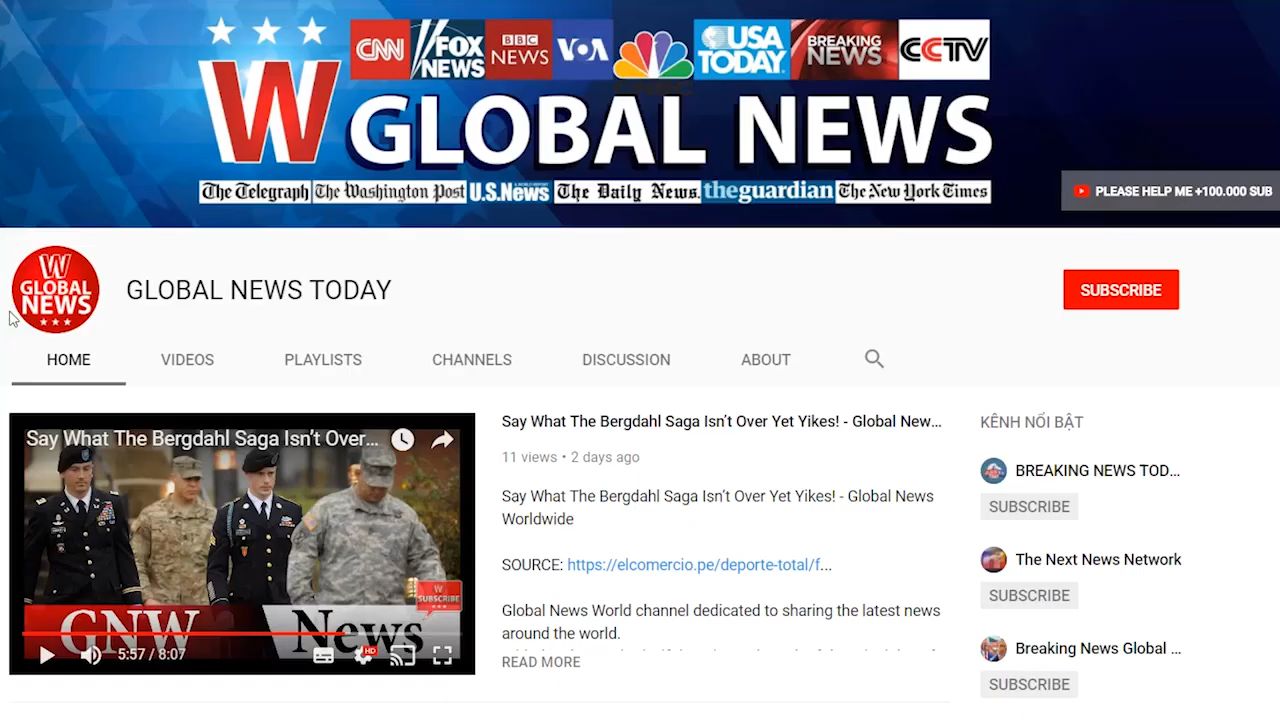 CNN
FOX NEWS
BBC NEWS
VOA
USA TODAY
BREAKING NEWS
CCTV
W GLOBAL NEWS
The Telegraph
The Washington Post
U.S.News
The Daily News.
theguardian
The New York Times
PLEASE HELP ME +100.000 SUB
W
GLOBAL
NEWS
GLOBAL NEWS TODAY
SUBSCRIBE
HOME
VIDEOS
PLAYLISTS
CHANNELS
DISCUSSION
ABOUT
Say What The Bergdahl Saga Isn’t Over...
W
SUBSCRIBE
GNW News
5:57 / 8:07
HD
Say What The Bergdahl Saga Isn’t Over Yet Yikes! - Global New...
11 views • 2 days ago
Say What The Bergdahl Saga Isn’t Over Yet Yikes! - Global News
Worldwide
SOURCE: https://elcomercio.pe/deporte-total/f...
Global News World channel dedicated to sharing the latest news
around the world.
READ MORE
KÊNH NỔI BẬT
BREAKING NEWS TOD...
SUBSCRIBE
The Next News Network
SUBSCRIBE
Breaking News Global ...
SUBSCRIBE